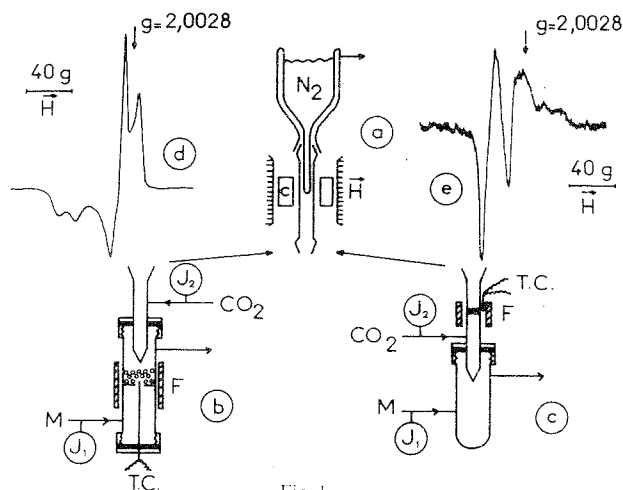 g=2,0028
g=2,0028
40 g
H
N₂
a
d
c
H
e
40 g
H
J₂
CO₂
T.C.
F
J₂
CO₂
F
b
M
J₁
c
M
J₁
T.C.